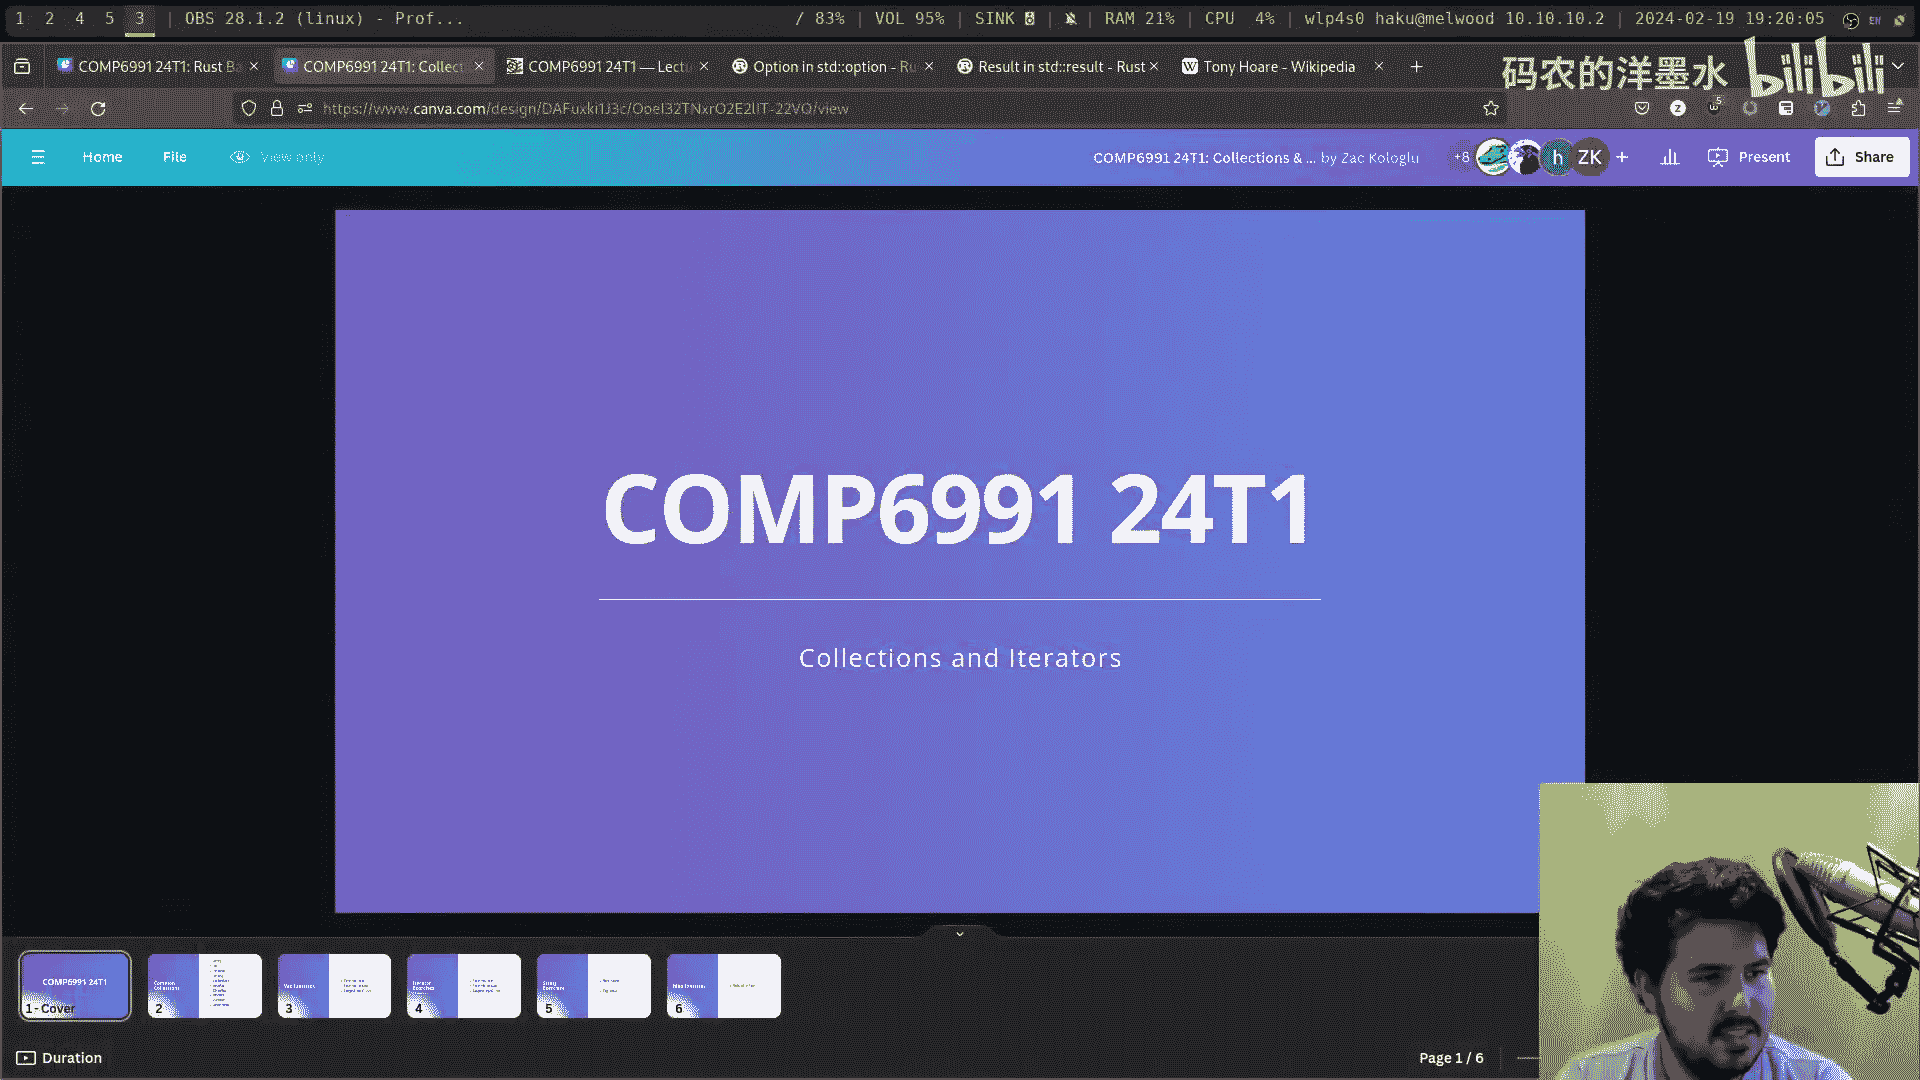 1 2 4 5 3 | OBS 28.1.2 (linux) - Prof... / 83% | VOL 95% | SINK | | RAM 21% | CPU 4% | wlp4s0 haku@melwood 10.10.10.2 | 2024-02-19 19:20:05 EN
COMP6991 24T1: Rust Ba COMP6991 24T1: Collect COMP6991 24T1 — Lectu Option in std::option - Ru Result in std::result - Rust Tony Hoare - Wikipedia
码农的洋墨水 bilibili
https://www.canva.com/design/DAFuxki1J3c/OoeI32TNxrO2E2lIT-22VQ/view
Home File View only COMP6991 24T1: Collections & ... by Zac Kologlu +8 h ZK Present Share
COMP6991 24T1
Collections and Iterators
COMP6991 24T1
1 - Cover 2 3 4 5 6
Duration
Page 1 / 6